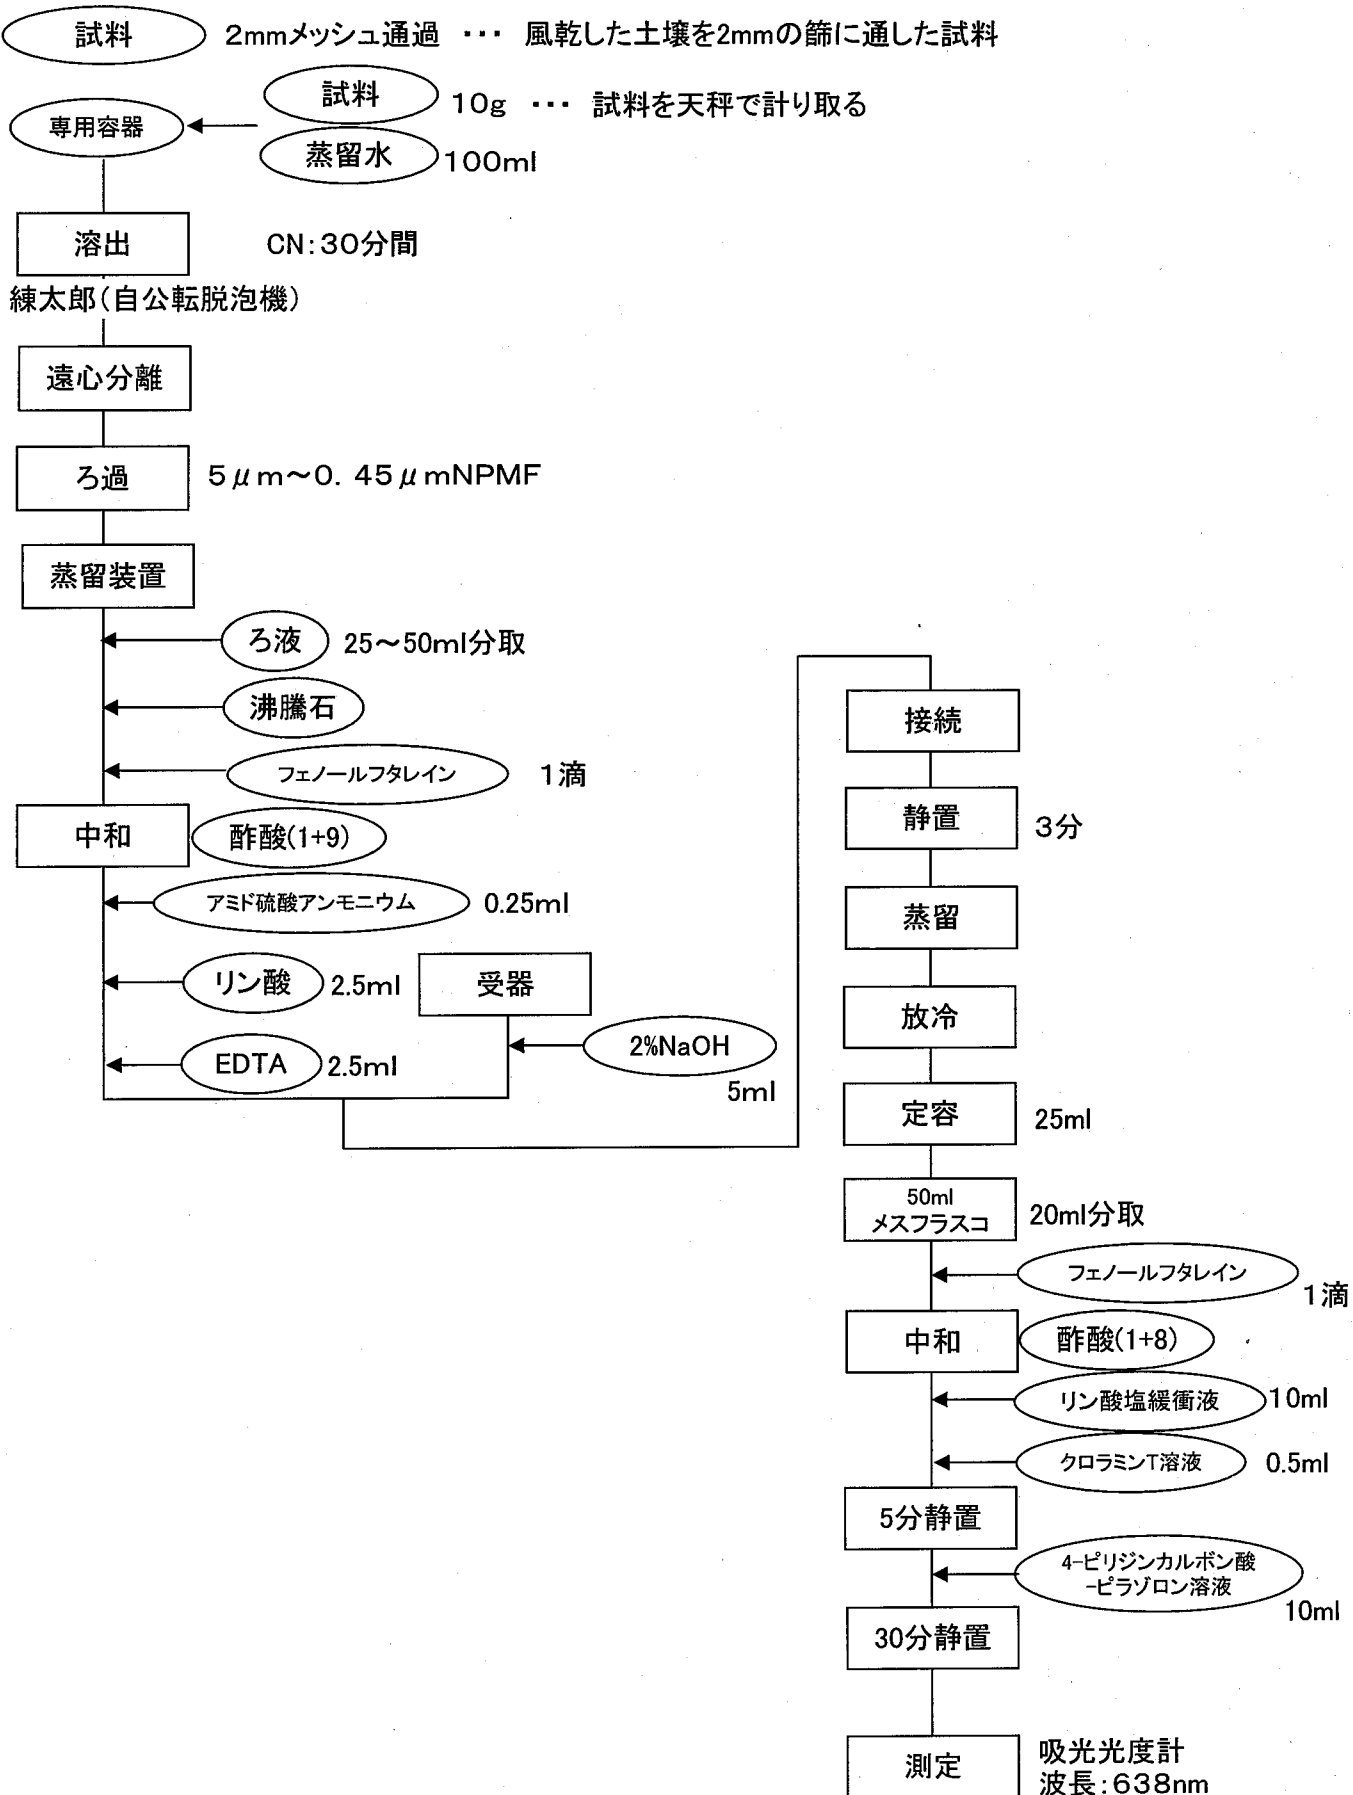 試料 2mmメッシュ通過 ・・・ 風乾した土壌を2mmの篩に通した試料
試料 10g ・・・ 試料を天秤で計り取る
専用容器
蒸留水 100ml
溶出 CN:30分間
練太郎(自公転脱泡機)
遠心分離
ろ過 5μm~0.45μmNPMF
蒸留装置
ろ液 25~50ml分取
沸騰石
フェノールフタレイン 1滴
中和 酢酸(1+9)
アミド硫酸アンモニウム 0.25ml
リン酸 2.5ml
EDTA 2.5ml
受器
2%NaOH
5ml
接続
静置 3分
蒸留
放冷
定容 25ml
50ml
メスフラスコ 20ml分取
フェノールフタレイン
1滴
中和 酢酸(1+8)
リン酸塩緩衝液 10ml
クロラミンT溶液 0.5ml
5分静置
4-ピリジンカルボン酸
-ピラゾロン溶液
10ml
30分静置
測定 吸光光度計
波長:638nm